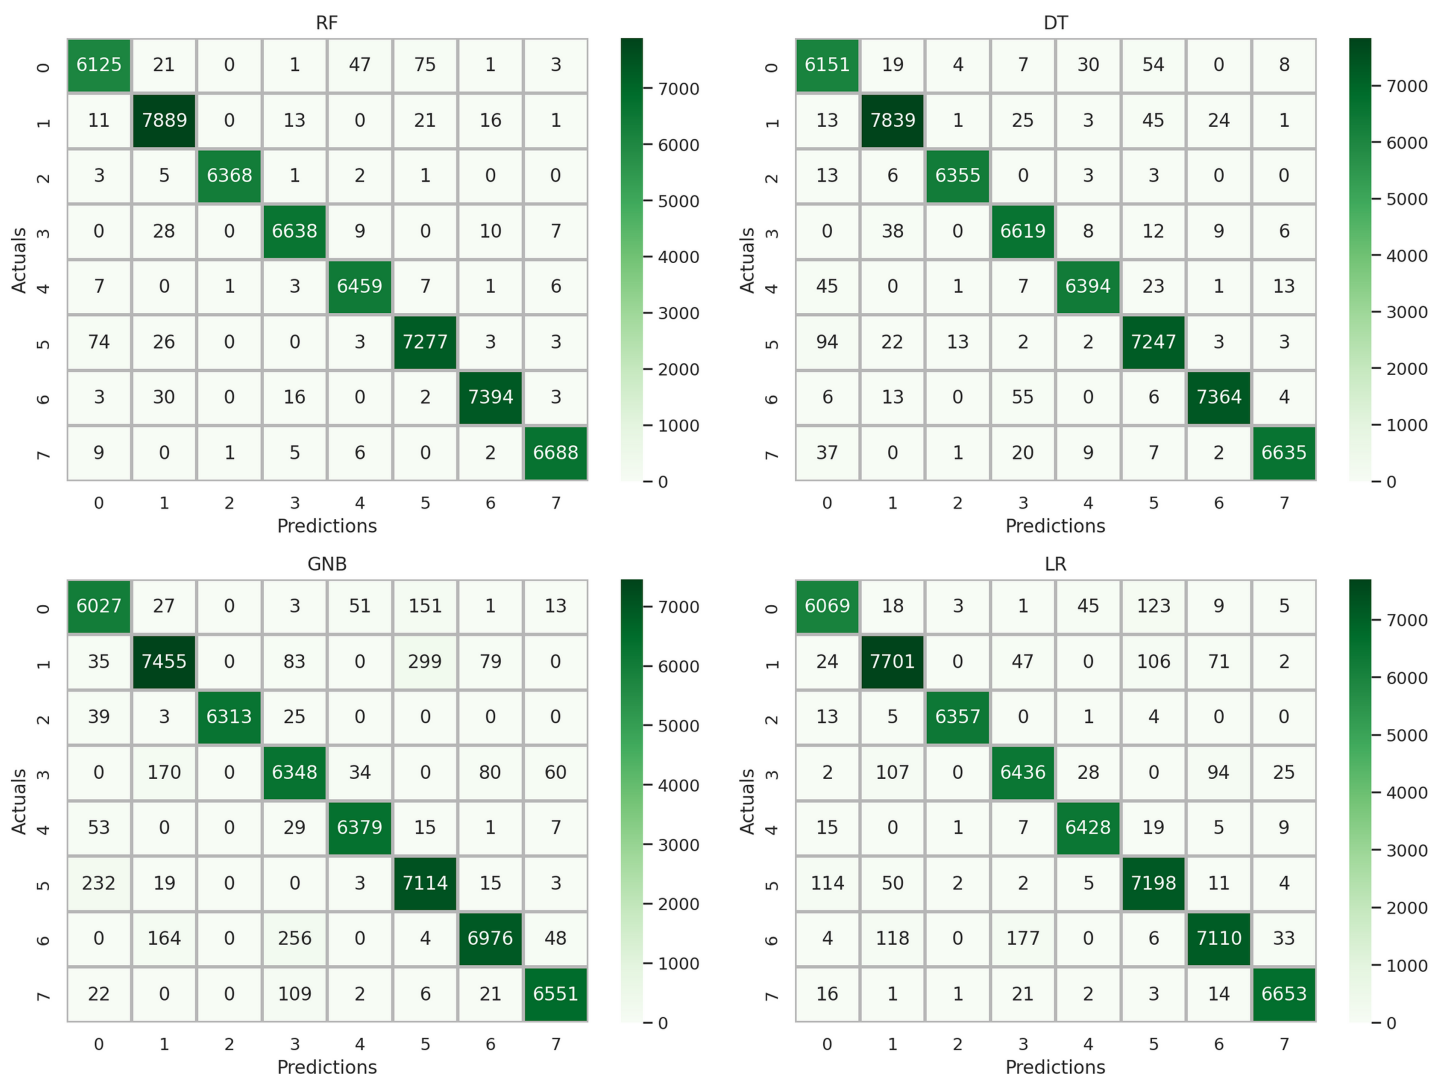 RF
0 6125 21 0 1 47 75 1 3
1 11 7889 0 13 0 21 16 1
2 3 5 6368 1 2 1 0 0
3 0 28 0 6638 9 0 10 7
4 7 0 1 3 6459 7 1 6
5 74 26 0 0 3 7277 3 3
6 3 30 0 16 0 2 7394 3
7 9 0 1 5 6 0 2 6688
0 1 2 3 4 5 6 7
Predictions
Actuals
7000
6000
5000
4000
3000
2000
1000
0
DT
0 6151 19 4 7 30 54 0 8
1 13 7839 1 25 3 45 24 1
2 13 6 6355 0 3 3 0 0
3 0 38 0 6619 8 12 9 6
4 45 0 1 7 6394 23 1 13
5 94 22 13 2 2 7247 3 3
6 6 13 0 55 0 6 7364 4
7 37 0 1 20 9 7 2 6635
0 1 2 3 4 5 6 7
Predictions
Actuals
7000
6000
5000
4000
3000
2000
1000
0
GNB
0 6027 27 0 3 51 151 1 13
1 35 7455 0 83 0 299 79 0
2 39 3 6313 25 0 0 0 0
3 0 170 0 6348 34 0 80 60
4 53 0 0 29 6379 15 1 7
5 232 19 0 0 3 7114 15 3
6 0 164 0 256 0 4 6976 48
7 22 0 0 109 2 6 21 6551
0 1 2 3 4 5 6 7
Predictions
Actuals
7000
6000
5000
4000
3000
2000
1000
0
LR
0 6069 18 3 1 45 123 9 5
1 24 7701 0 47 0 106 71 2
2 13 5 6357 0 1 4 0 0
3 2 107 0 6436 28 0 94 25
4 15 0 1 7 6428 19 5 9
5 114 50 2 2 5 7198 11 4
6 4 118 0 177 0 6 7110 33
7 16 1 1 21 2 3 14 6653
0 1 2 3 4 5 6 7
Predictions
Actuals
7000
6000
5000
4000
3000
2000
1000
0